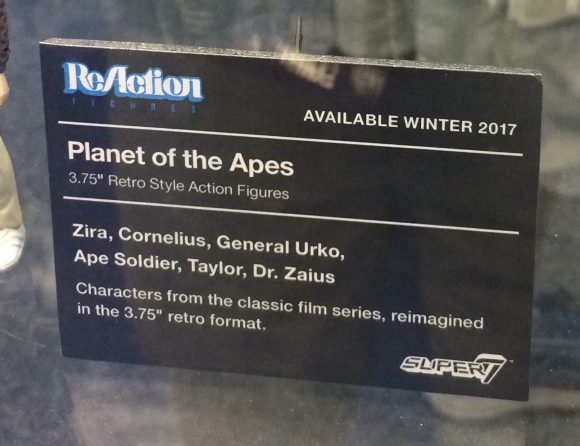 ReAction
FIGURES
AVAILABLE WINTER 2017
Planet of the Apes
3.75" Retro Style Action Figures
Zira, Cornelius, General Urko,
Ape Soldier, Taylor, Dr. Zaius
Characters from the classic film series, reimagined
in the 3.75" retro format.
SUPER7